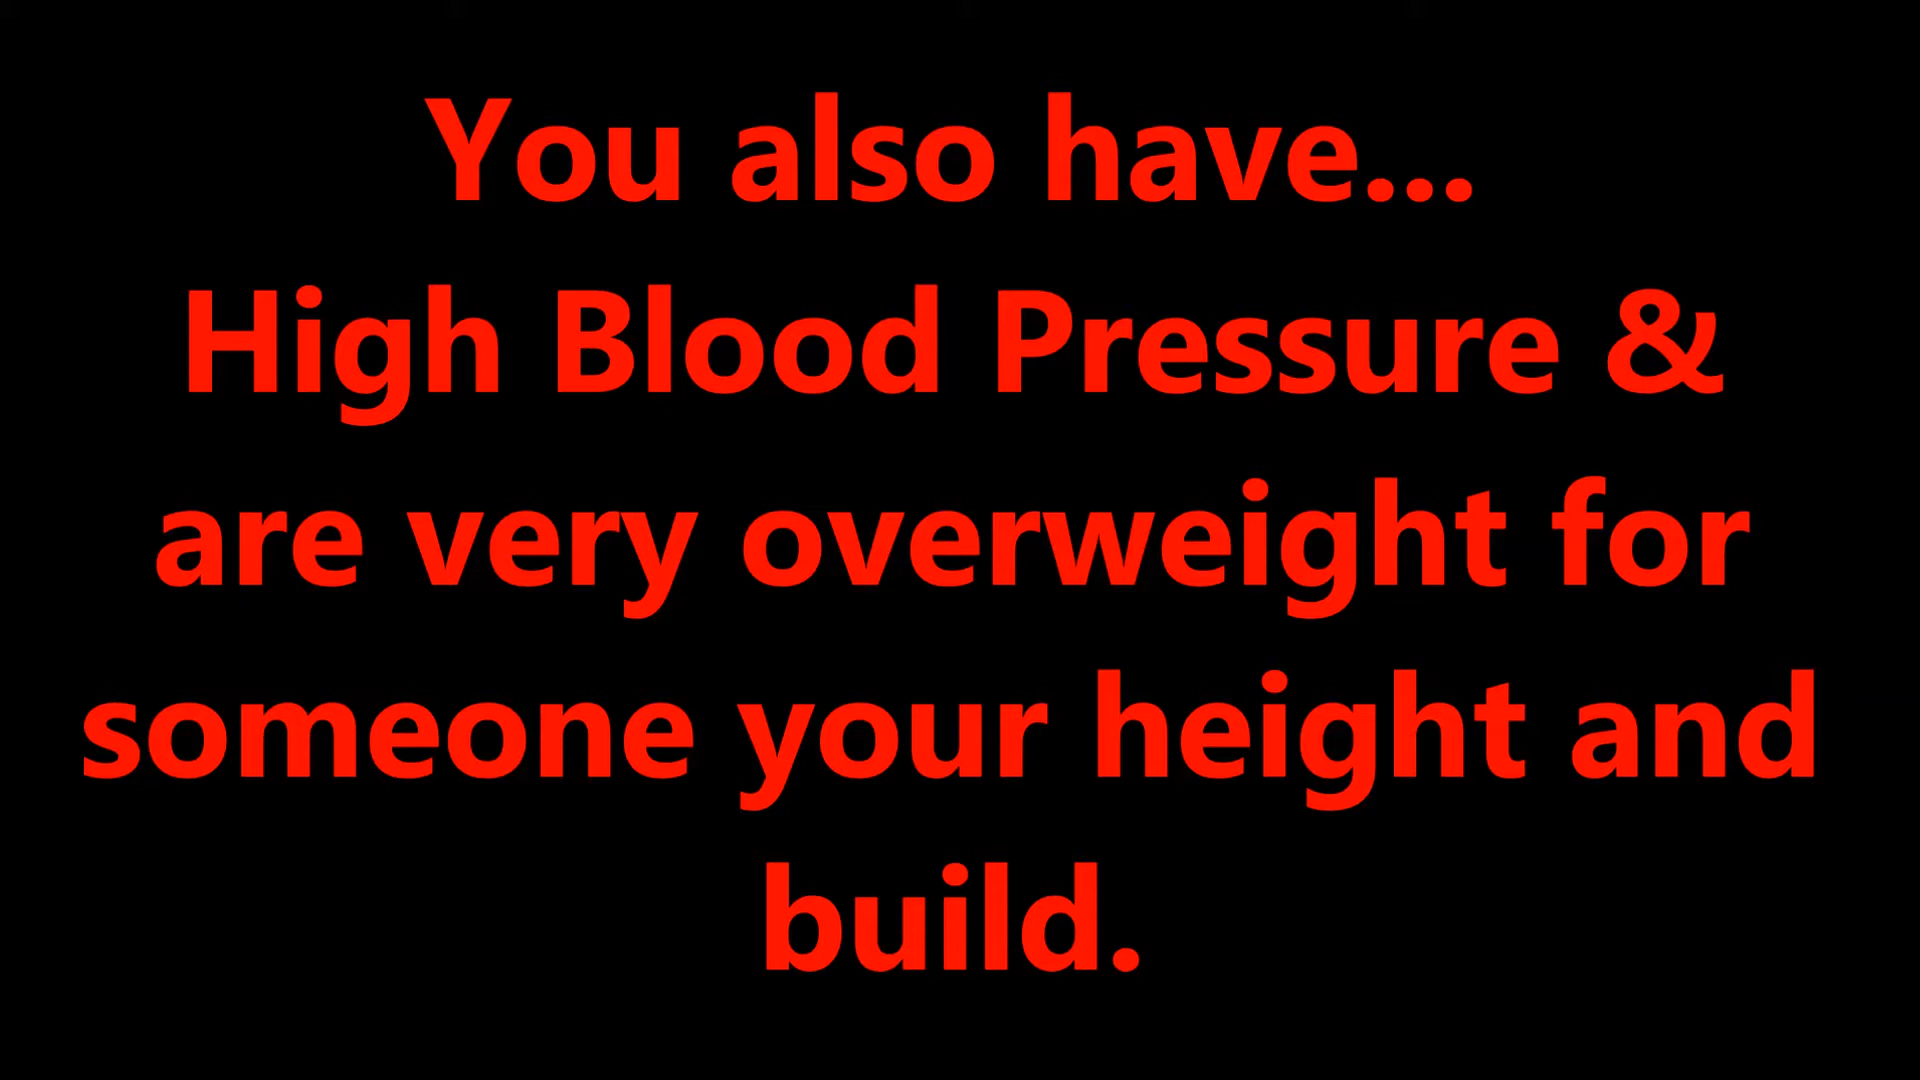 You also have...
High Blood Pressure &
are very overweight for
someone your height and
build.